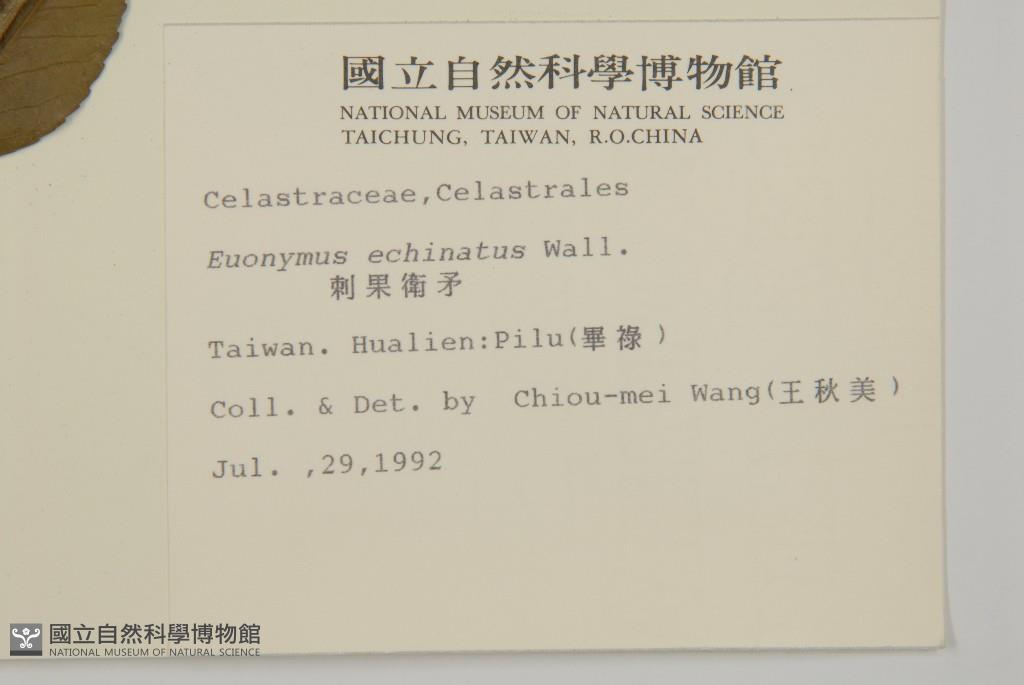 國立自然科學博物館
NATIONAL MUSEUM OF NATURAL SCIENCE
TAICHUNG, TAIWAN, R.O.CHINA
Celastraceae,Celastrales
Euonymus echinatus Wall.
刺果衛矛
Taiwan. Hualien:Pilu(畢祿)
Coll. & Det. by Chiou-mei Wang(王秋美)
Jul. ,29,1992
國立自然科學博物館
NATIONAL MUSEUM OF NATURAL SCIENCE